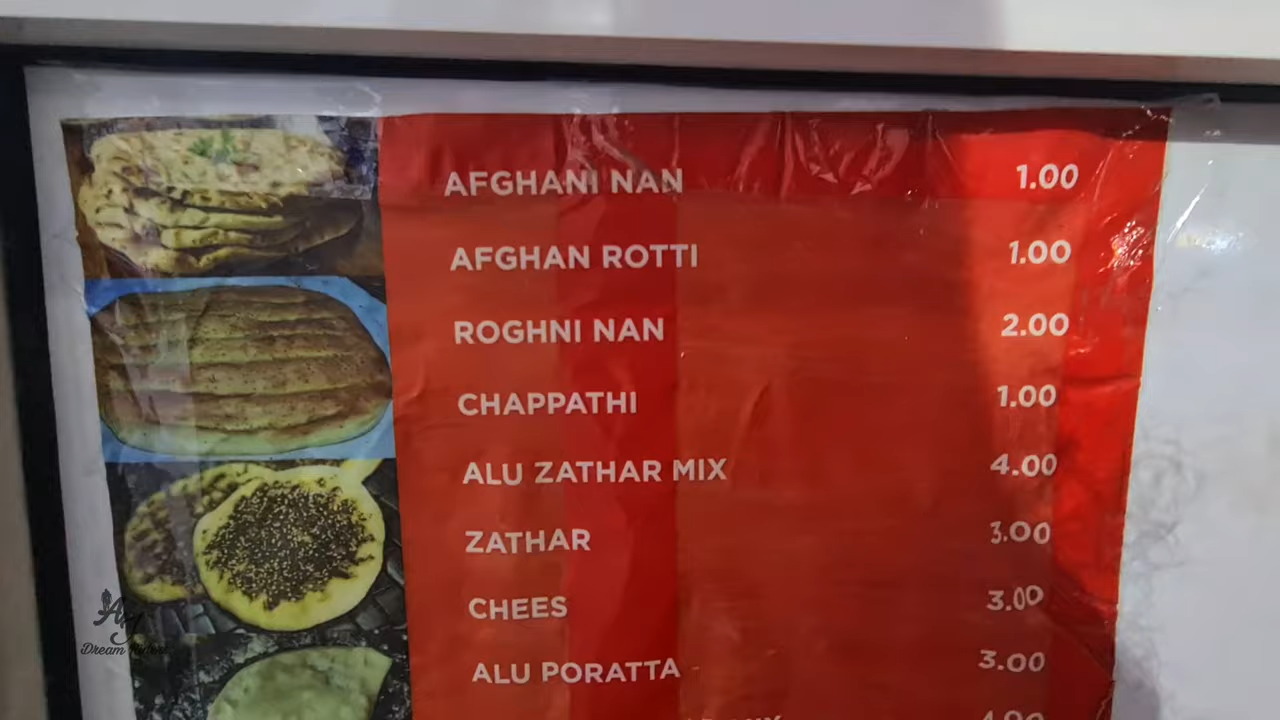 AFGHANI NAN 1.00
AFGHAN ROTTI 1.00
ROGHNI NAN 2.00
CHAPPATHI 1.00
ALU ZATHAR MIX 4.00
ZATHAR 3.00
CHEES 3.00
ALU PORATTA 3.00
Dream